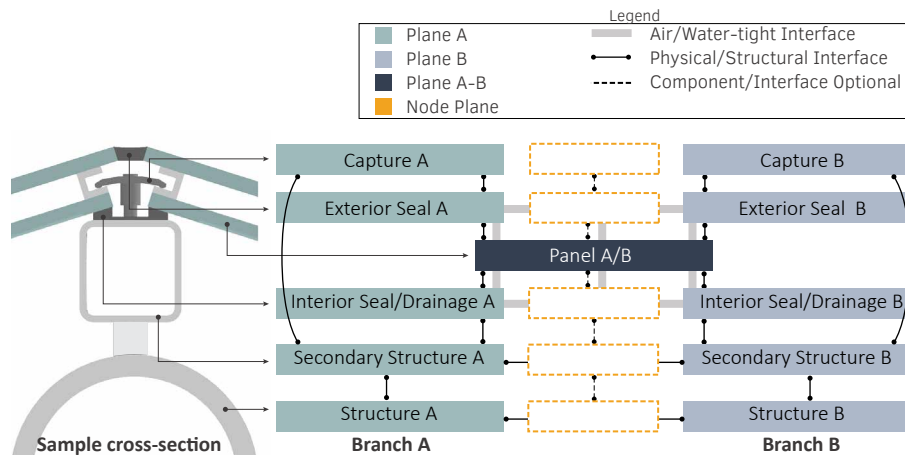 Legend
Plane A
Plane B
Plane A-B
Node Plane
Air/Water-tight Interface
Physical/Structural Interface
Component/Interface Optional
Capture A
Capture B
Exterior Seal A
Exterior Seal B
Panel A/B
Interior Seal/Drainage A
Interior Seal/Drainage B
Secondary Structure A
Secondary Structure B
Structure A
Structure B
Sample cross-section
Branch A
Branch B